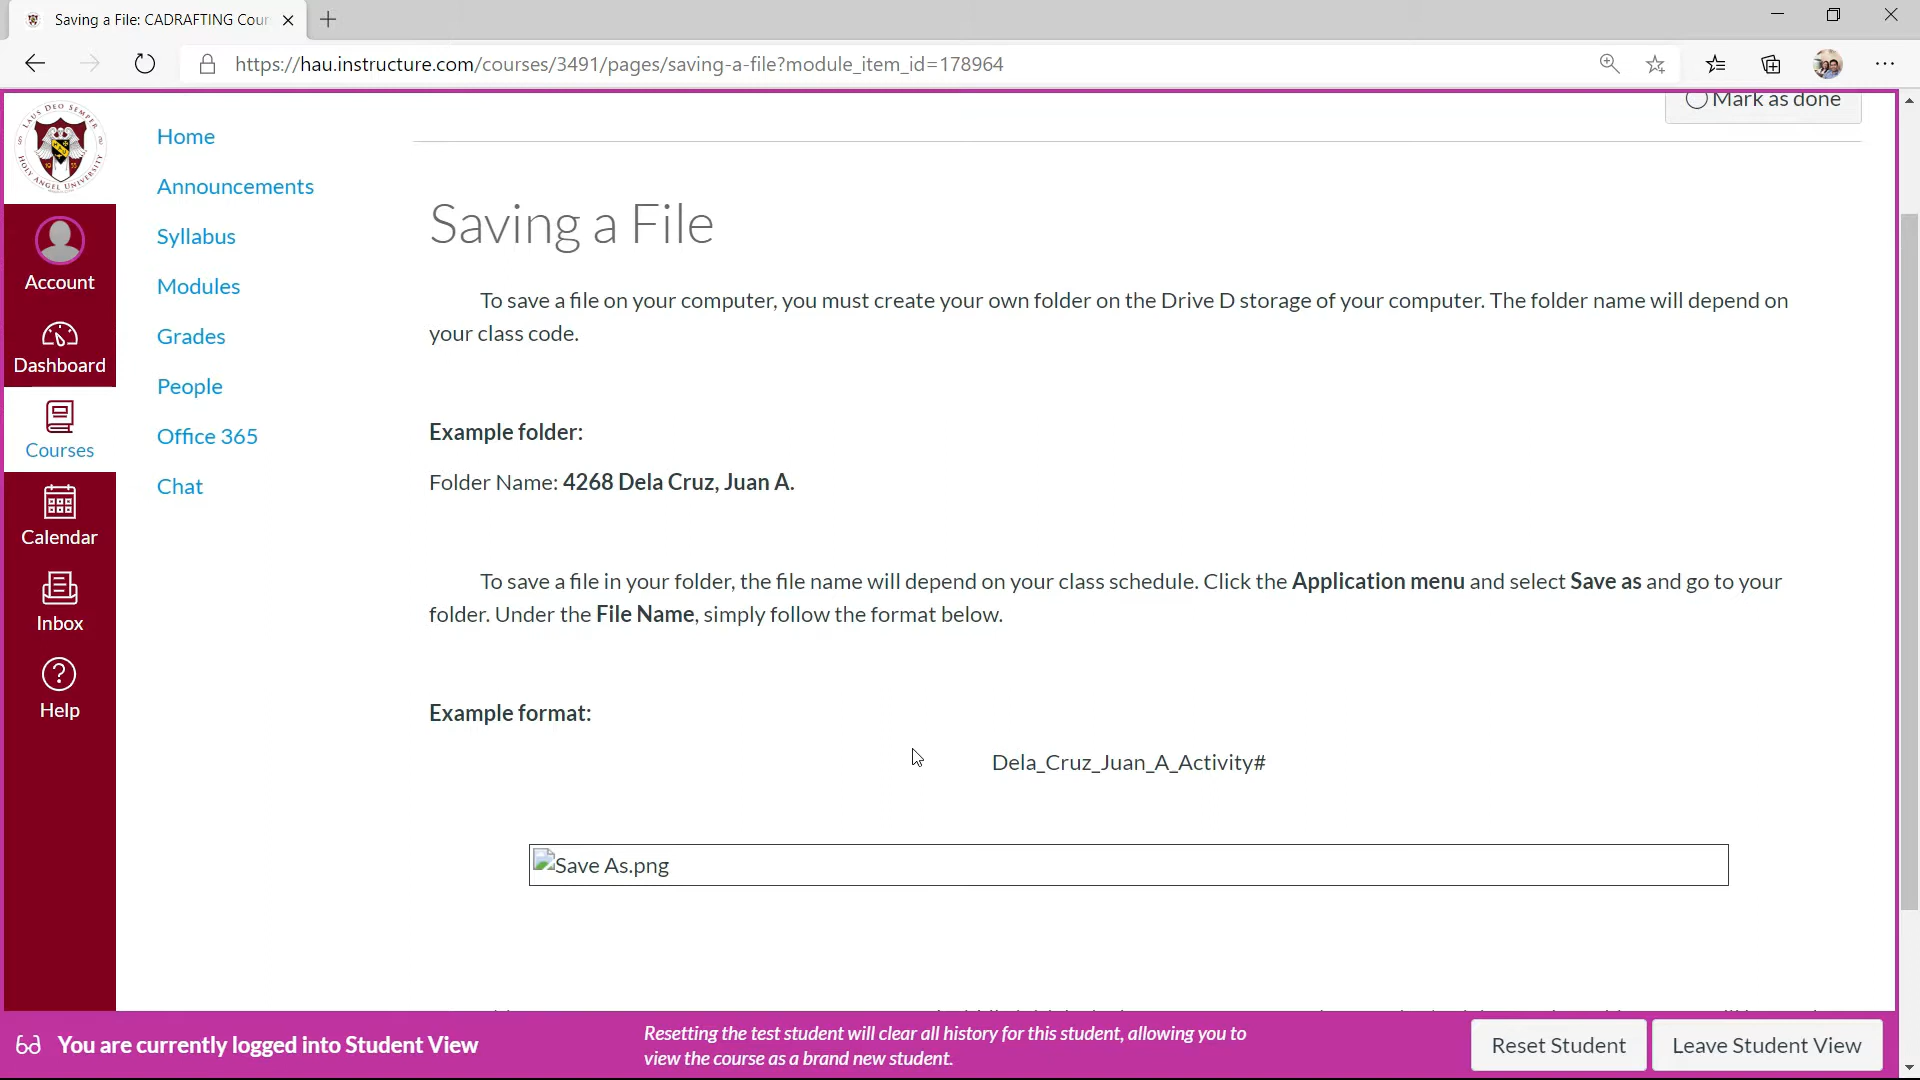 Saving a File: CADRAFTING Cour
https://hau.instructure.com/courses/3491/pages/saving-a-file?module_item_id=178964
LAUS DEO SEMPER
HOLY ANGEL UNIVERSITY
Account
Dashboard
Courses
Calendar
Inbox
Help
Home
Announcements
Syllabus
Modules
Grades
People
Office 365
Chat
Mark as done
Saving a File
To save a file on your computer, you must create your own folder on the Drive D storage of your computer. The folder name will depend on
your class code.
Example folder:
Folder Name: 4268 Dela Cruz, Juan A.
To save a file in your folder, the file name will depend on your class schedule. Click the Application menu and select Save as and go to your
folder. Under the File Name, simply follow the format below.
Example format:
Dela_Cruz_Juan_A_Activity#
Save As.png
You are currently logged into Student View
Resetting the test student will clear all history for this student, allowing you to
view the course as a brand new student.
Reset Student
Leave Student View